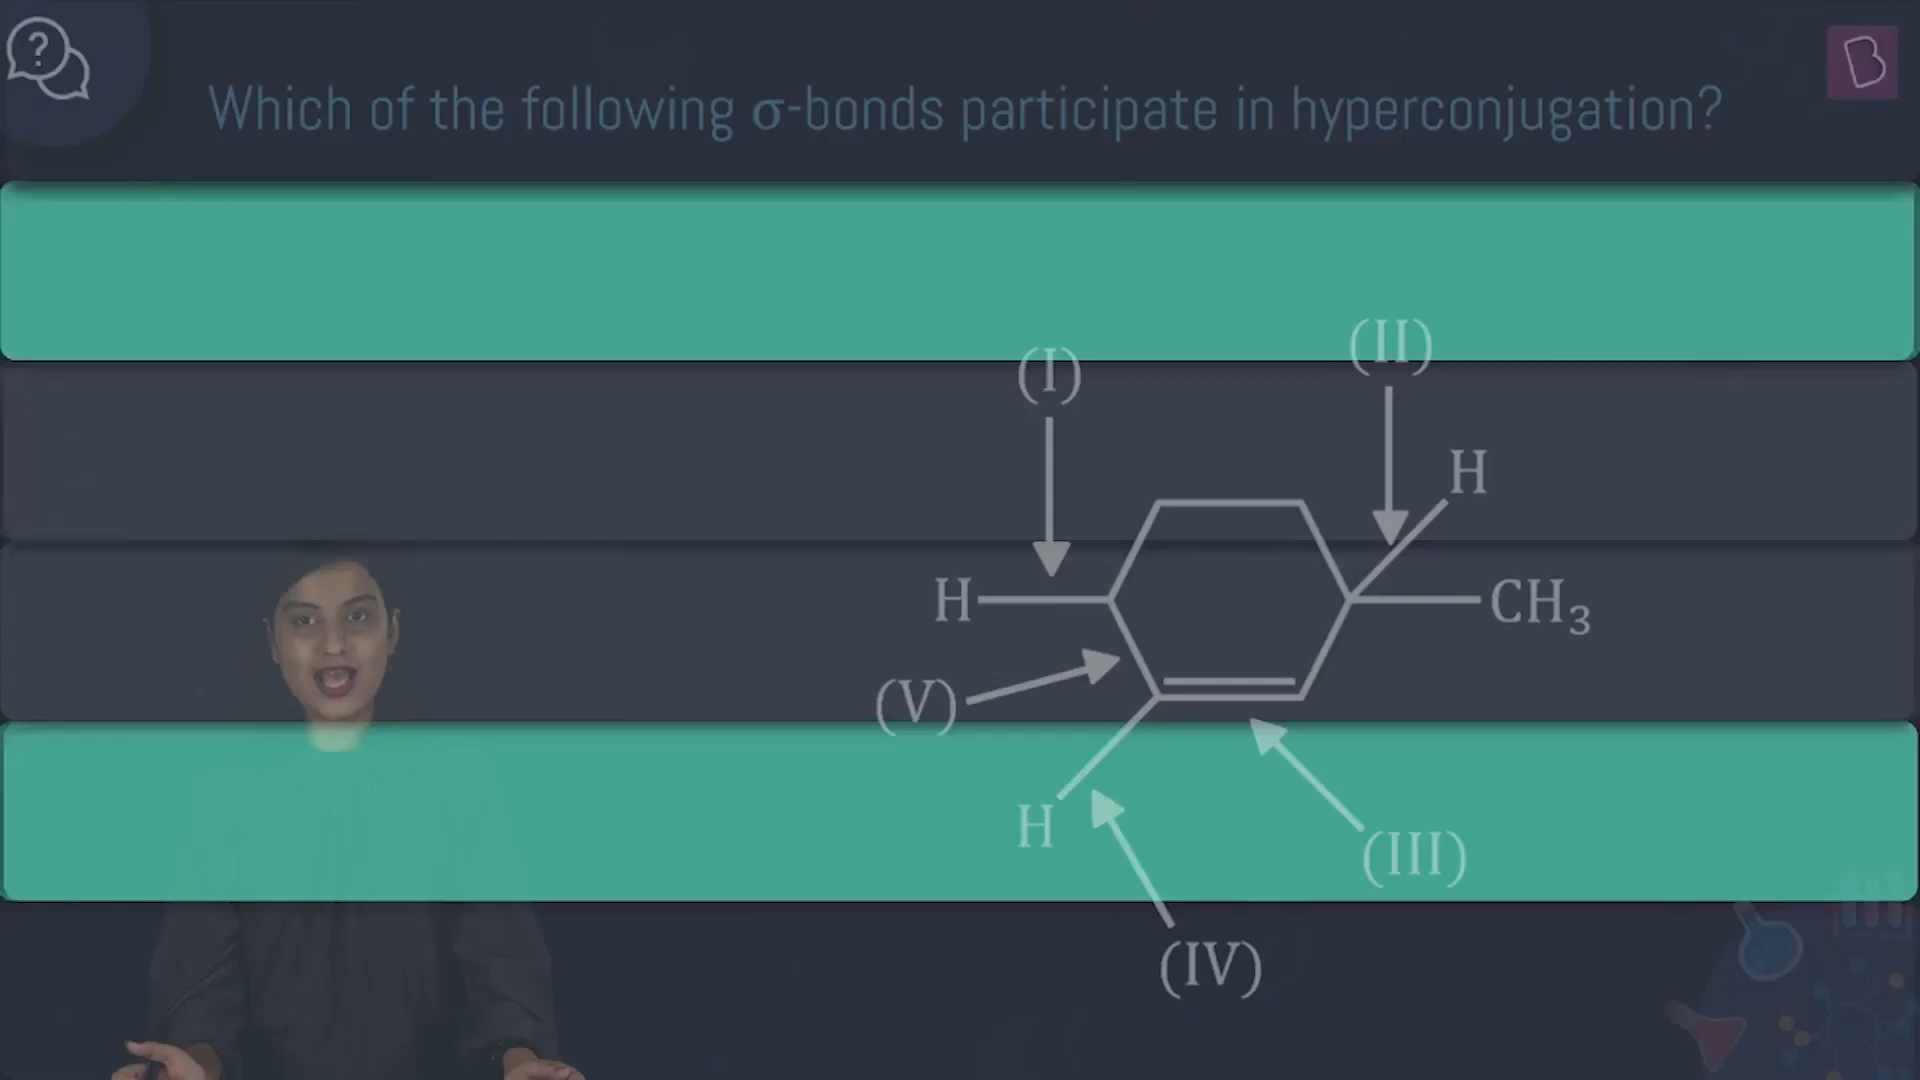 ?
B
Which of the following σ-bonds participate in hyperconjugation?
(I)
(II)
H
H
CH₃
(V)
H
(III)
(IV)